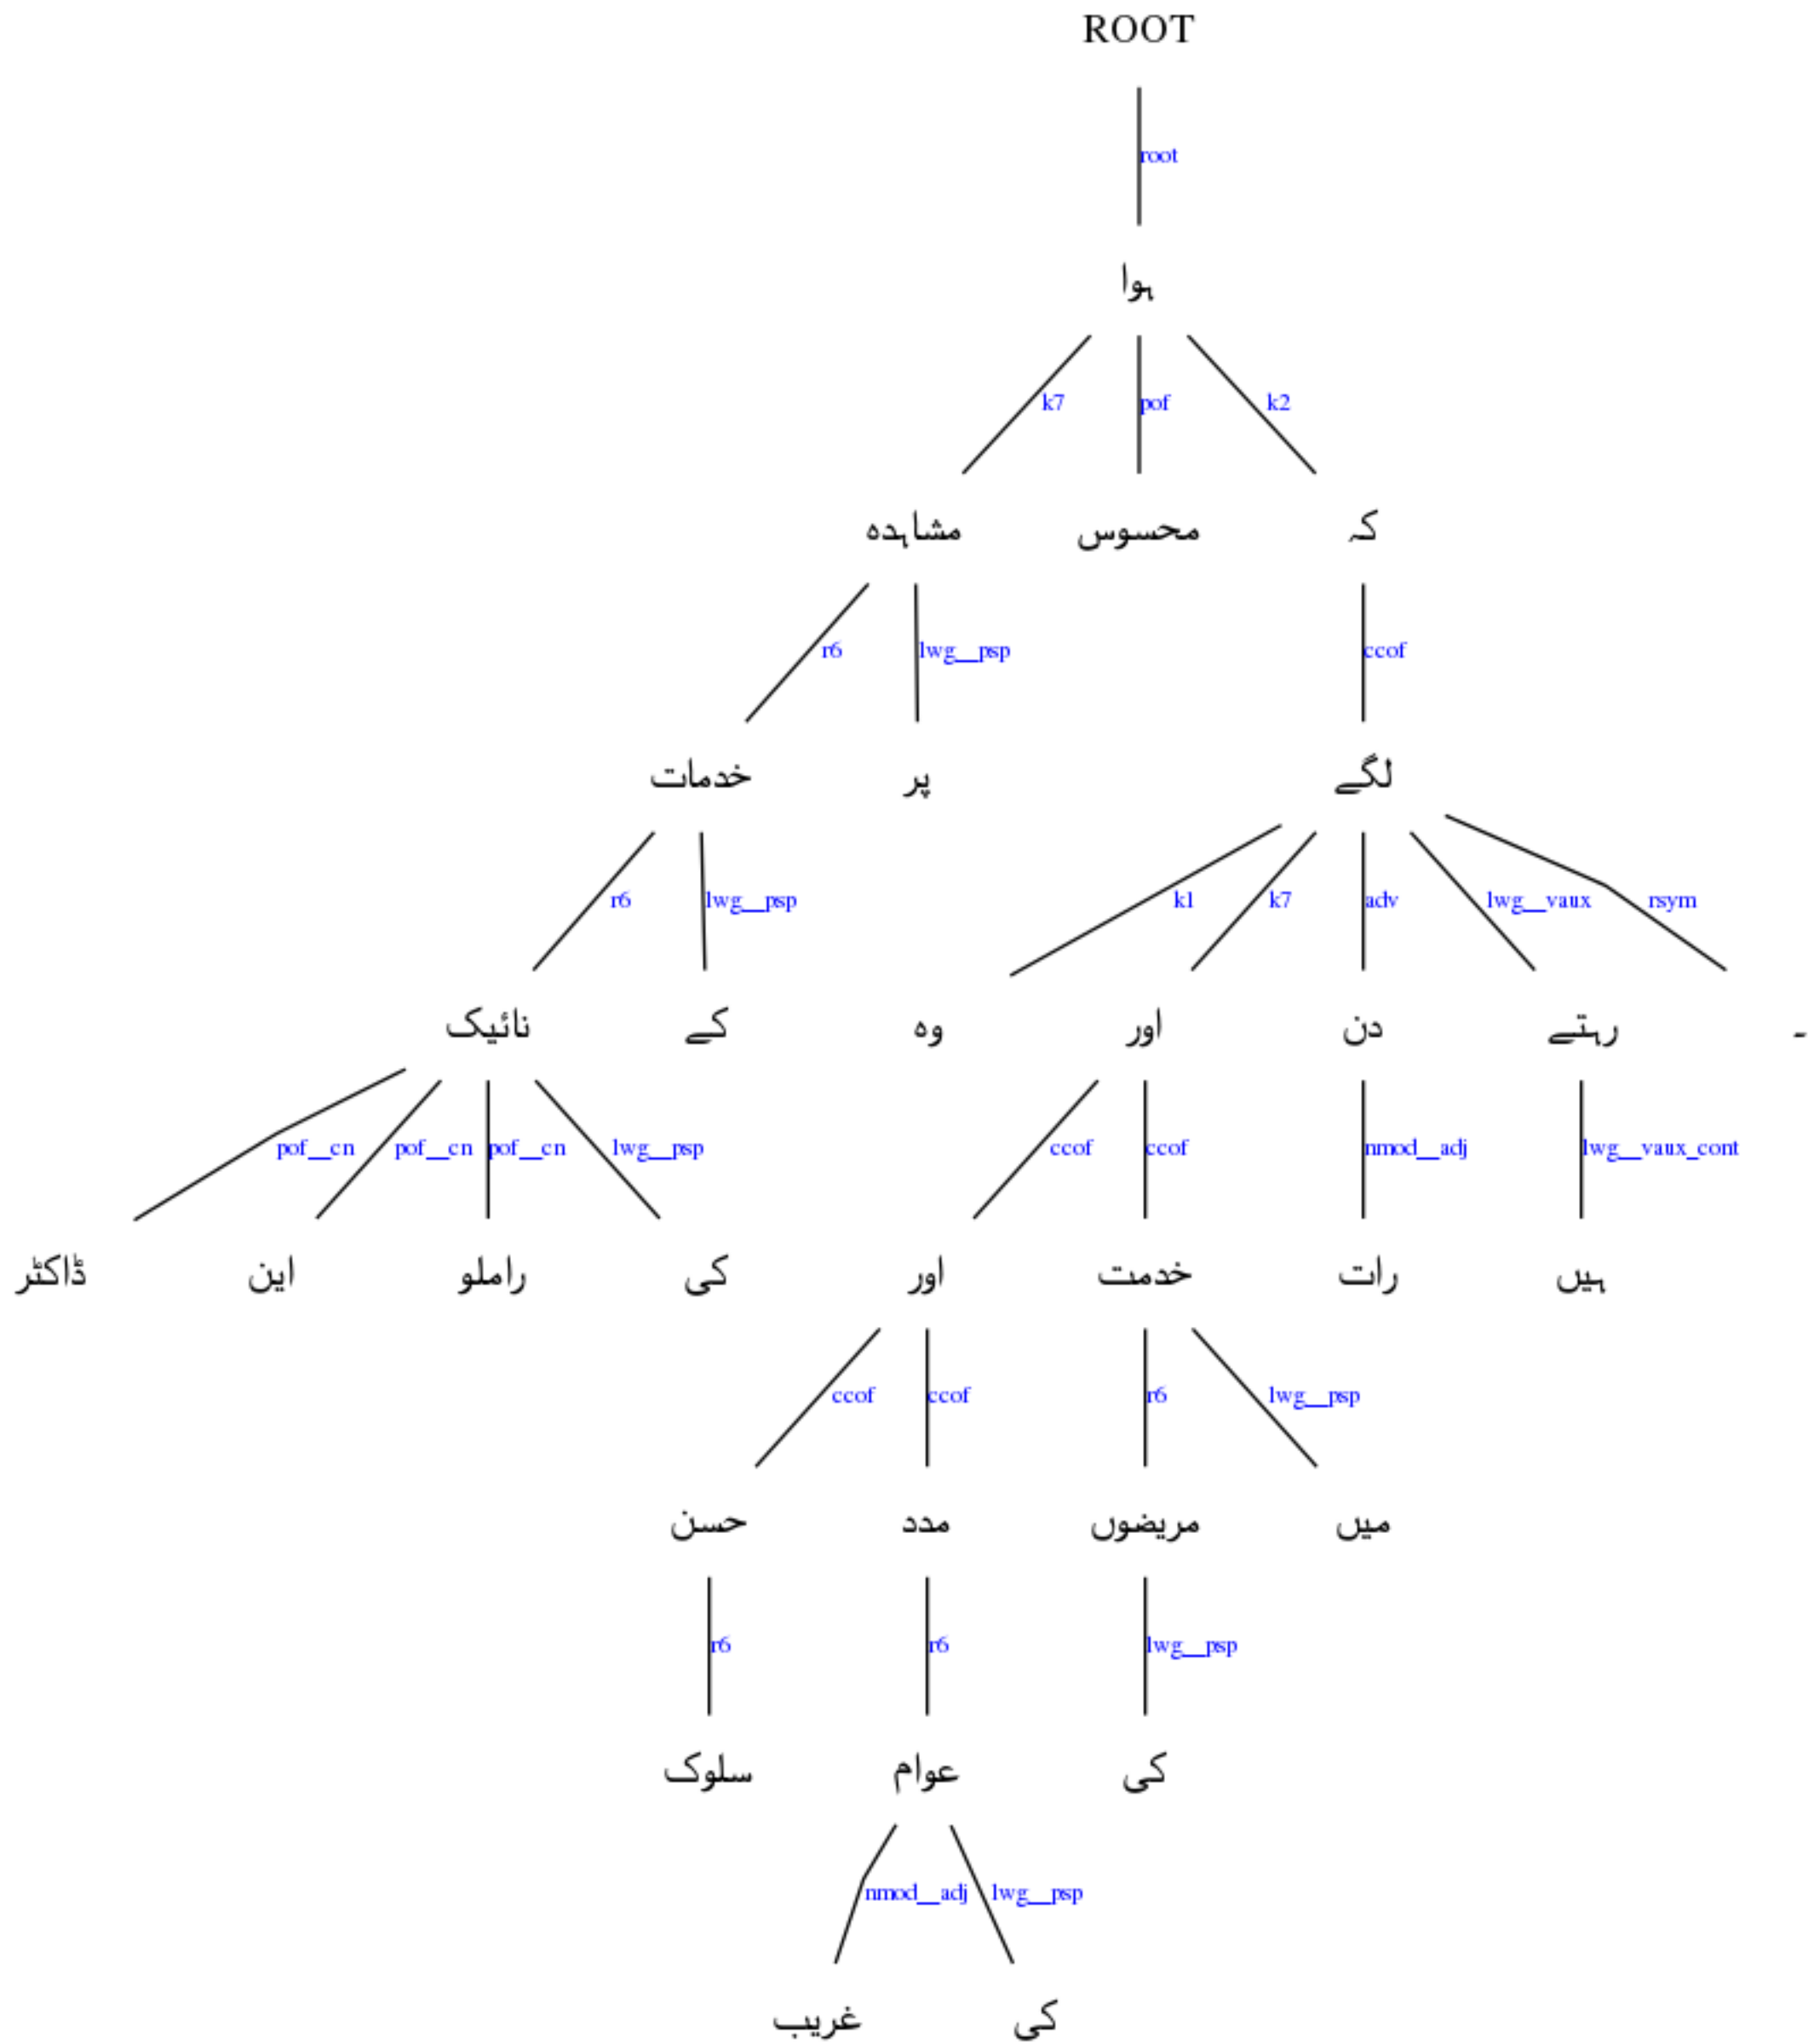 ROOT
root
ہوا
k7 pof k2
مشاہدہ محسوس کہ
r6 lwg__psp ccof
خدمات پر لگے
r6 lwg__psp k1 k7 adv lwg__vaux rsym
نائیک کے وہ اور دن رہتے ۔
pof__cn pof__cn pof__cn lwg__psp ccof ccof nmod__adj lwg__vaux_cont
ڈاکٹر این راملو کی اور خدمت رات ہیں
ccof ccof r6 lwg__psp
حسن مدد مریضوں میں
r6 r6 lwg__psp
سلوک عوام کی
nmod__adj lwg__psp
غریب کی